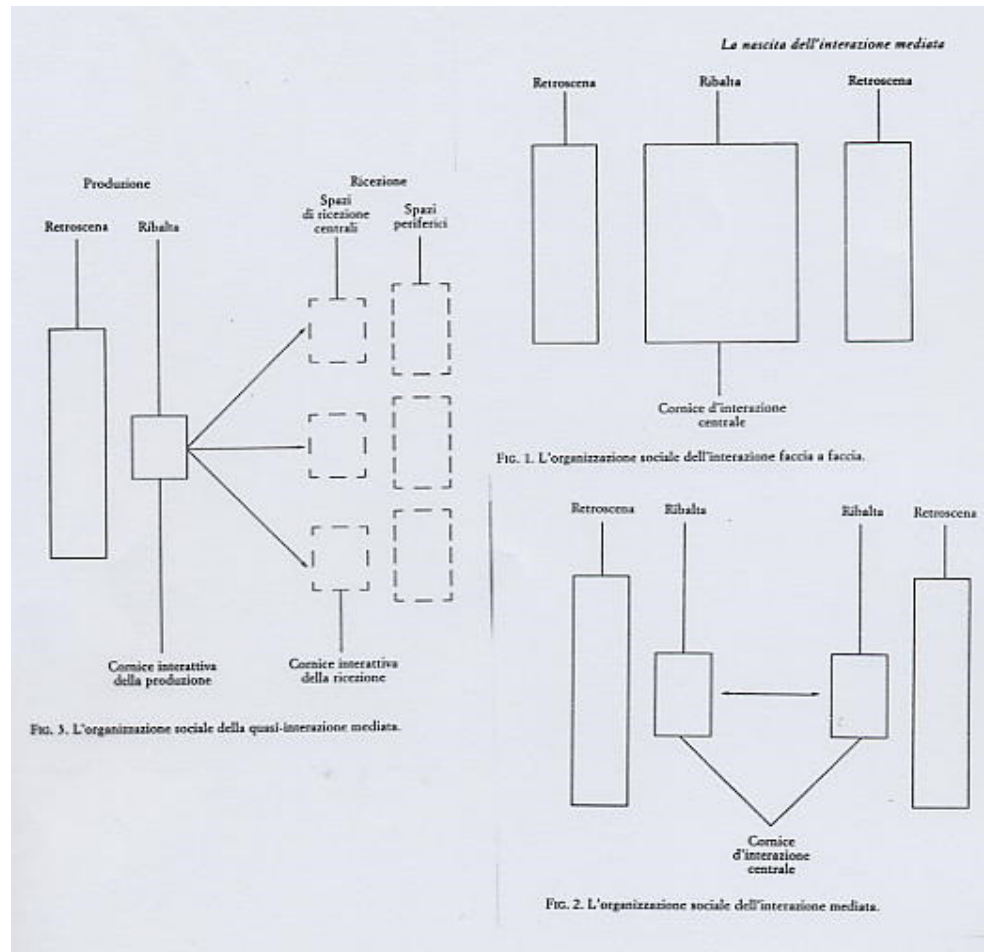 La nascita dell'interazione mediata
Retroscena Ribalta Retroscena
Cornice d'interazione
centrale
FIG. 1. L'organizzazione sociale dell'interazione faccia a faccia.
Produzione Ricezione
Retroscena Ribalta
Spazi
di ricezione
centrali
Spazi
periferici
Cornice interattiva
della produzione
Cornice interattiva
della ricezione
FIG. 3. L'organizzazione sociale della quasi-interazione mediata.
Retroscena Ribalta Ribalta Retroscena
Cornice
d'interazione
centrale
FIG. 2. L'organizzazione sociale dell'interazione mediata.